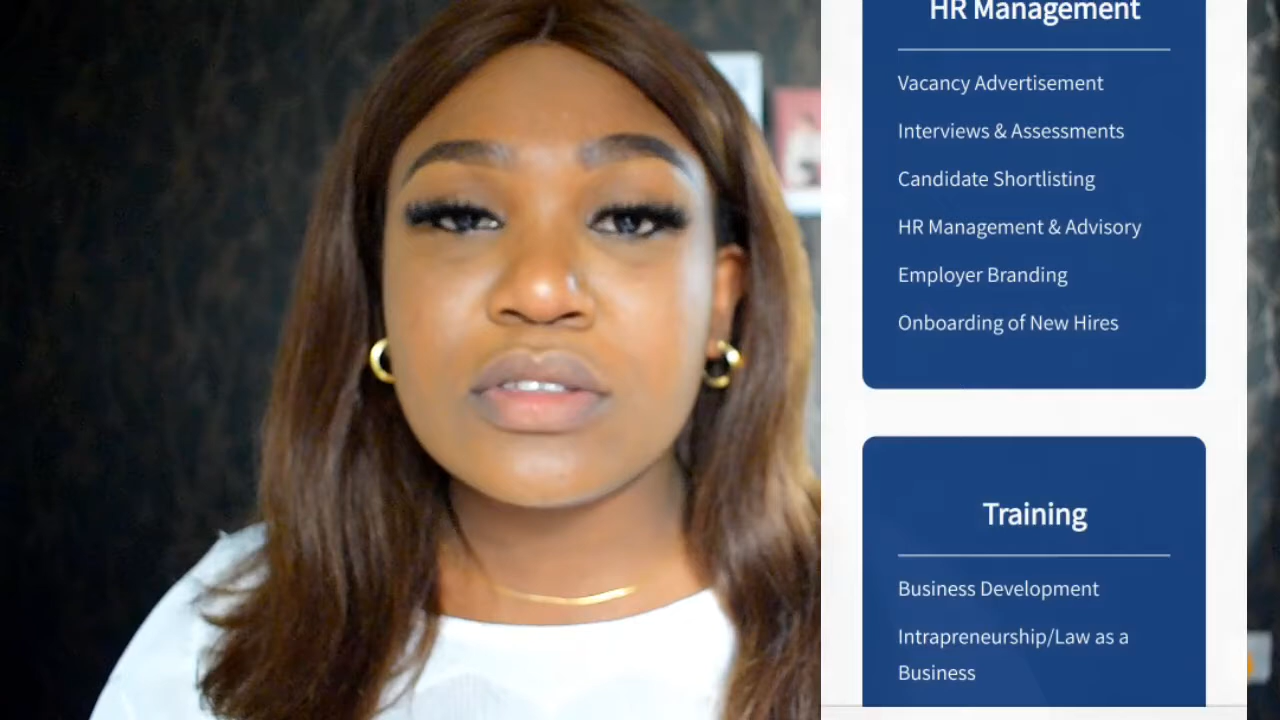 HR Management
Vacancy Advertisement
Interviews & Assessments
Candidate Shortlisting
HR Management & Advisory
Employer Branding
Onboarding of New Hires
Training
Business Development
Intrapreneurship/Law as a
Business